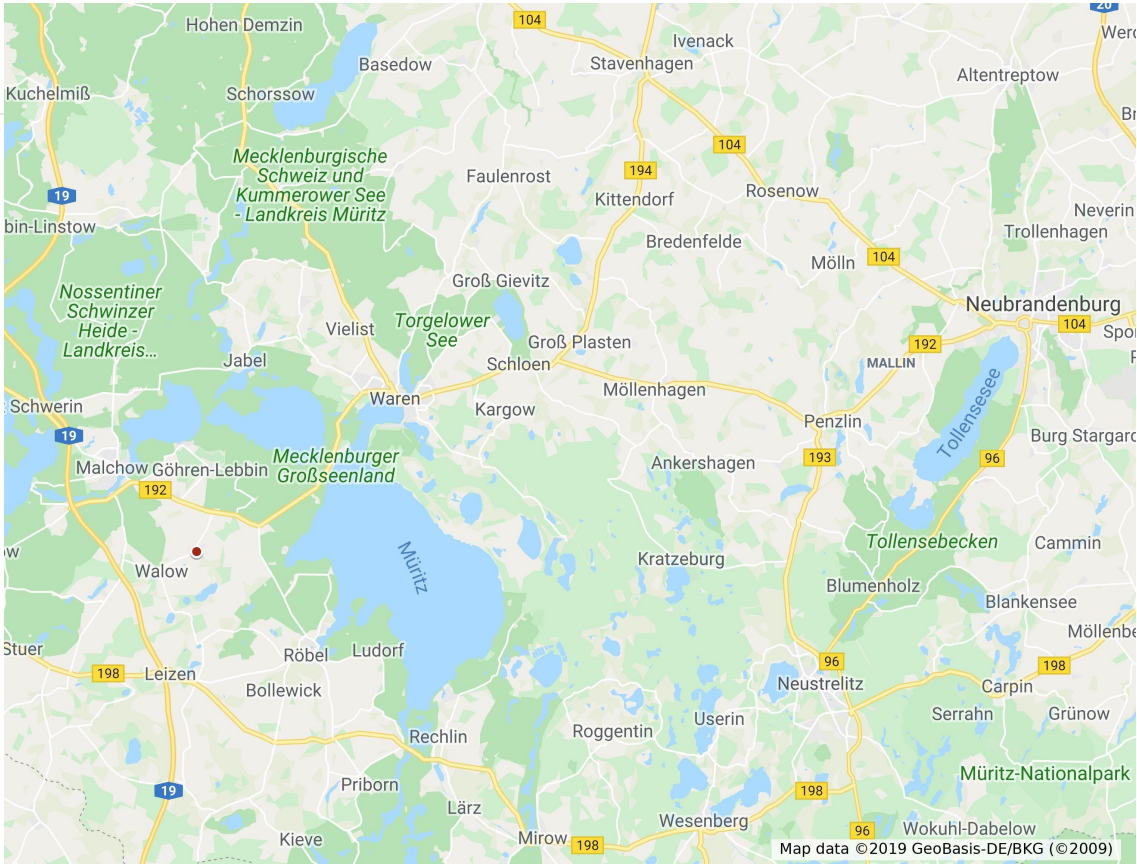 Hohen Demzin
104
Ivenack
20
Stavenhagen
Basedow
Altentreptow
Kuchelmiß
Schorssow
104
Mecklenburgische
Schweiz und
Kummerower See
- Landkreis Müritz
194
Faulenrost
19
Kittendorf
Rosenow
Neverin
bin-Linstow
Trollenhagen
Bredenfelde
104
Mölln
Groß Gievitz
Nossentiner
Schwinzer
Heide -
Landkreis...
Neubrandenburg
Torgelower
See
Vielist
104
Groß Plasten
192
Jabel
Schloen
MALLIN
Möllenhagen
Waren
Schwerin
Kargow
Tollensesee
Penzlin
19
Burg Stargard
Mecklenburger
Großseenland
193
96
Ankershagen
Malchow
Göhren-Lebbin
192
Tollensebecken
Cammin
ow
Kratzeburg
Walow
Müritz
Blumenholz
Blankensee
Stuer
Röbel
Ludorf
96
198
198
Leizen
Neustrelitz
Carpin
Bollewick
Userin
Serrahn
Grünow
Roggentin
Rechlin
Müritz-Nationalpark
Priborn
19
198
Lärz
Wesenberg
Kieve
Mirow
198
96
Wokuhl-Dabelow
Map data ©2019 GeoBasis-DE/BKG (©2009)